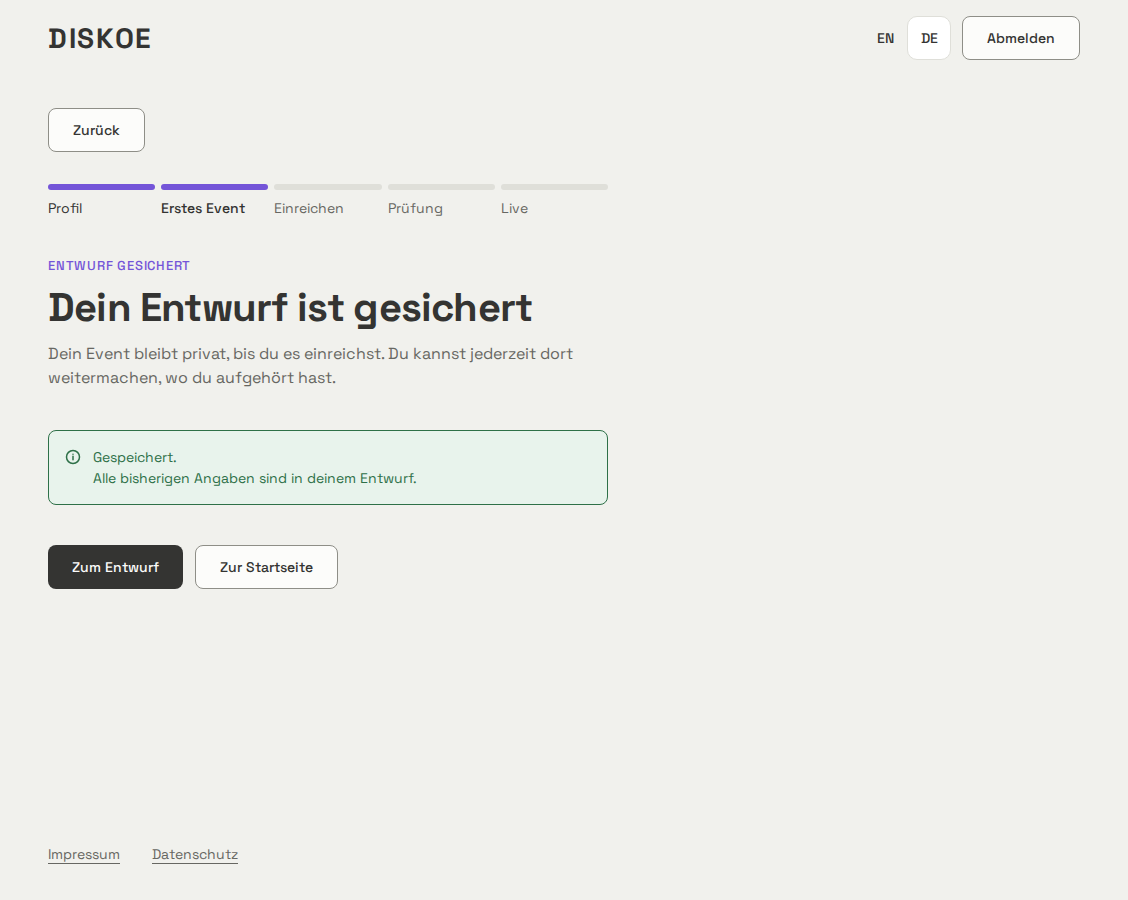 DISKOE
EN DE Abmelden
Zurück
Profil Erstes Event Einreichen Prüfung Live
ENTWURF GESICHERT
Dein Entwurf ist gesichert
Dein Event bleibt privat, bis du es einreichst. Du kannst jederzeit dort
weitermachen, wo du aufgehört hast.
Gespeichert.
Alle bisherigen Angaben sind in deinem Entwurf.
Zum Entwurf Zur Startseite
Impressum Datenschutz